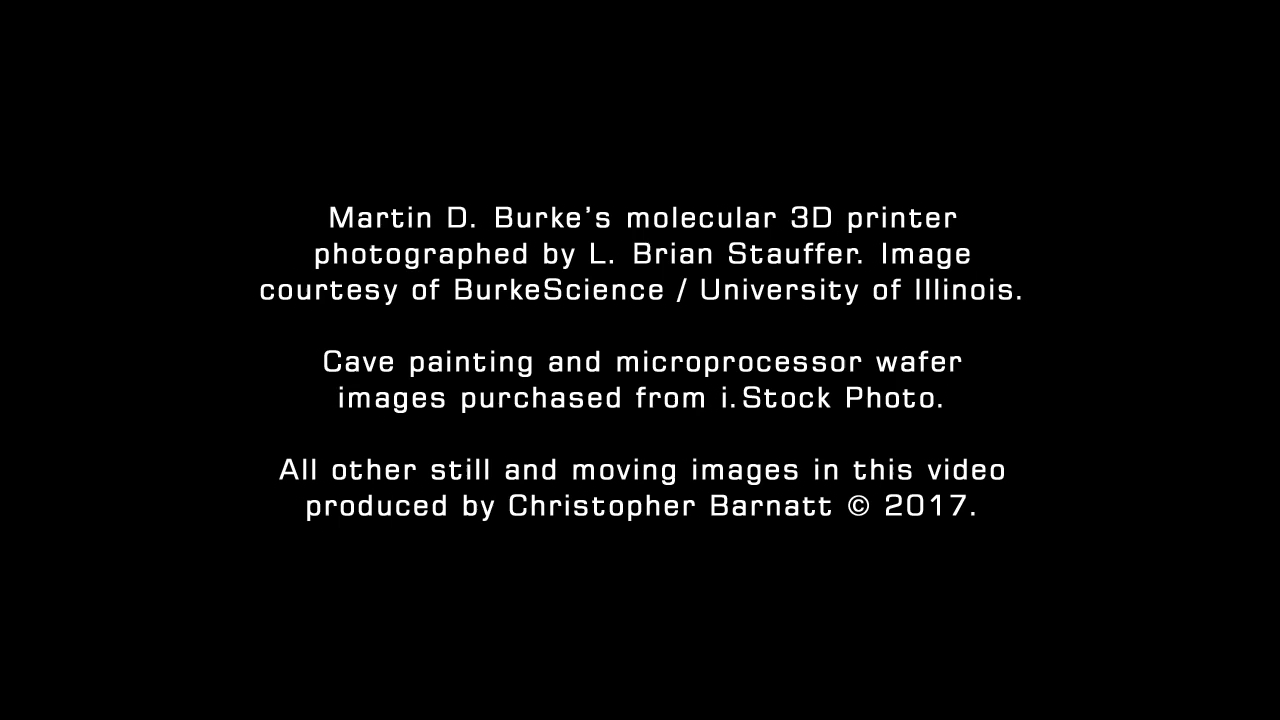 Martin D. Burke’s molecular 3D printer
photographed by L. Brian Stauffer. Image
courtesy of BurkeScience / University of Illinois.
Cave painting and microprocessor wafer
images purchased from i.Stock Photo.
All other still and moving images in this video
produced by Christopher Barnatt © 2017.